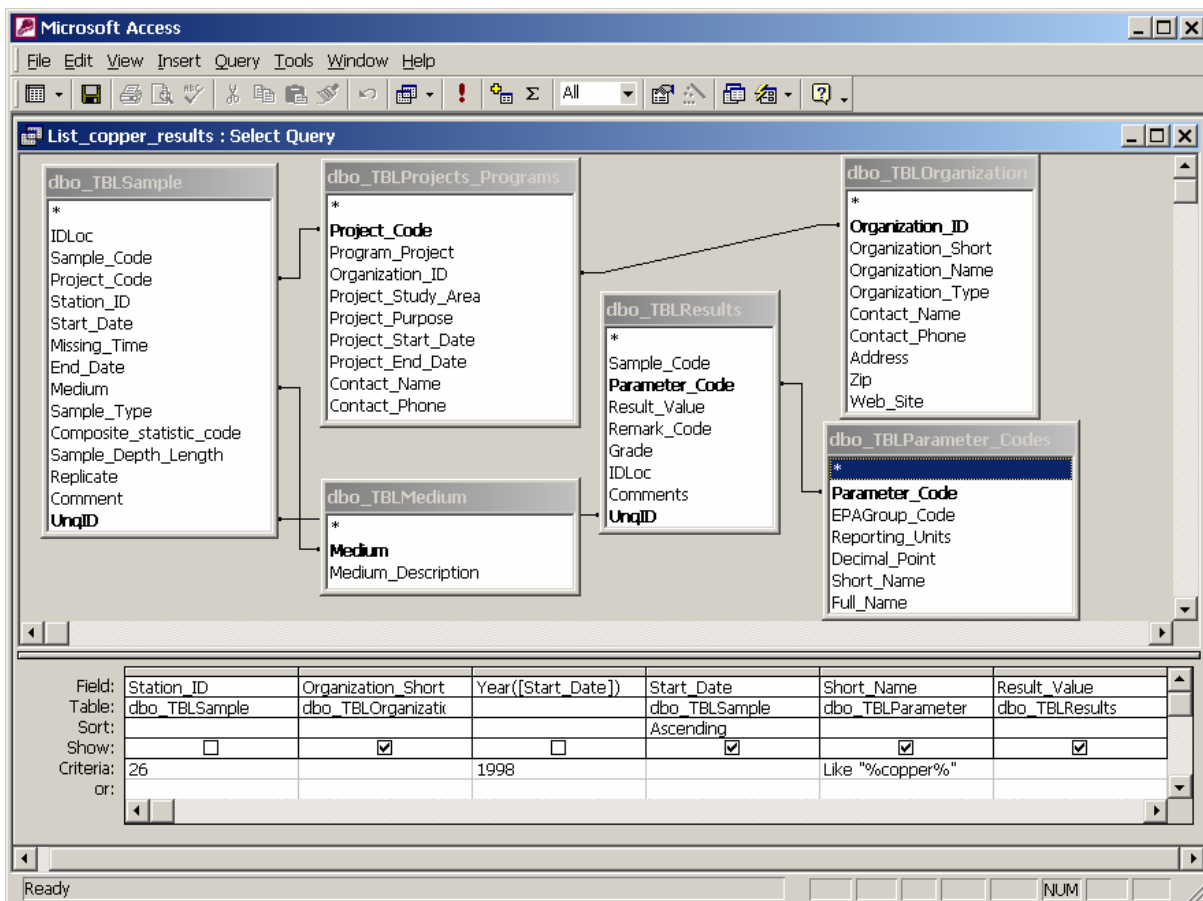 Microsoft Access
File Edit View Insert Query Tools Window Help
ABC Σ All
List_copper_results : Select Query
dbo_TBLSample
*
IDLoc
Sample_Code
Project_Code
Station_ID
Start_Date
Missing_Time
End_Date
Medium
Sample_Type
Composite_statistic_code
Sample_Depth_Length
Replicate
Comment
UnqID
dbo_TBLProjects_Programs
*
Project_Code
Program_Project
Organization_ID
Project_Study_Area
Project_Purpose
Project_Start_Date
Project_End_Date
Contact_Name
Contact_Phone
dbo_TBLMedium
*
Medium
Medium_Description
dbo_TBLResults
*
Sample_Code
Parameter_Code
Result_Value
Remark_Code
Grade
IDLoc
Comments
UnqID
dbo_TBLOrganization
*
Organization_ID
Organization_Short
Organization_Name
Organization_Type
Contact_Name
Contact_Phone
Address
Zip
Web_Site
dbo_TBLParameter_Codes
*
Parameter_Code
EPAGroup_Code
Reporting_Units
Decimal_Point
Short_Name
Full_Name
Field: Station_ID Organization_Short Year([Start_Date]) Start_Date Short_Name Result_Value
Table: dbo_TBLSample dbo_TBLOrganizatic dbo_TBLSample dbo_TBLParameter dbo_TBLResults
Sort: Ascending
Show:
Criteria: 26 1998 Like "%copper%"
or:
Ready NUM